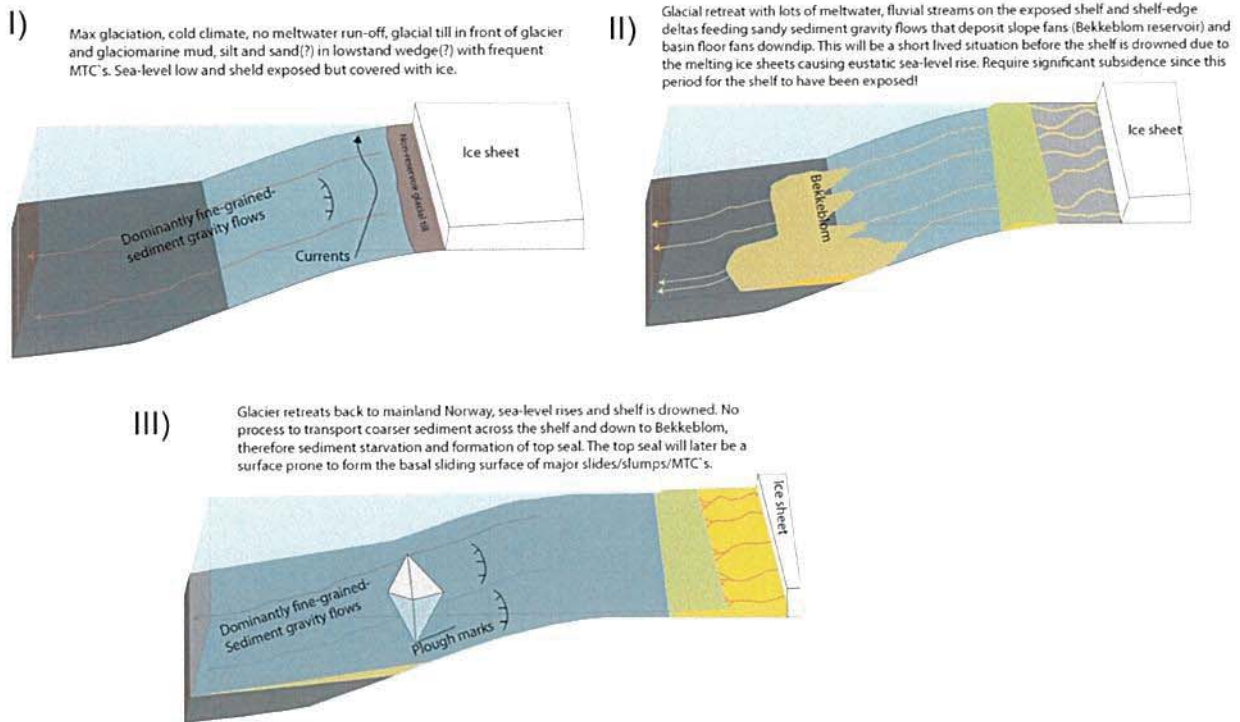 I)
Max glaciation, cold climate, no meltwater run-off, glacial till in front of glacier
and glaciomarine mud, silt and sand(?) in lowstand wedge(?) with frequent
MTC`s. Sea-level low and sheld exposed but covered with ice.
Ice sheet
Non-reservoir glacial till
Dominantly fine-grained-
sediment gravity flows
Currents
II)
Glacial retreat with lots of meltwater, fluvial streams on the exposed shelf and shelf-edge
deltas feeding sandy sediment gravity flows that deposit slope fans (Bekkeblom reservoir) and
basin floor fans downdip. This will be a short lived situation before the shelf is drowned due to
the melting ice sheets causing eustatic sea-level rise. Require significant subsidence since this
period for the shelf to have been exposed!
Ice sheet
Bekkeblom
III)
Glacier retreats back to mainland Norway, sea-level rises and shelf is drowned. No
process to transport coarser sediment across the shelf and down to Bekkeblom,
therefore sediment starvation and formation of top seal. The top seal will later be a
surface prone to form the basal sliding surface of major slides/slumps/MTC`s.
Ice sheet
Dominantly fine-grained-
Sediment gravity flows
Plough marks